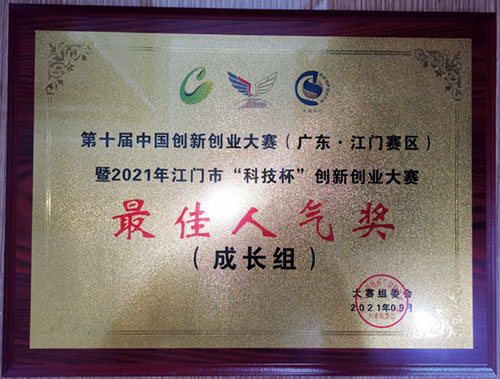 第十届中国创新创业大赛（广东·江门赛区）
暨2021年江门市“科技杯”创新创业大赛
最佳人气奖
（成长组）
大赛组委会
2021年09月